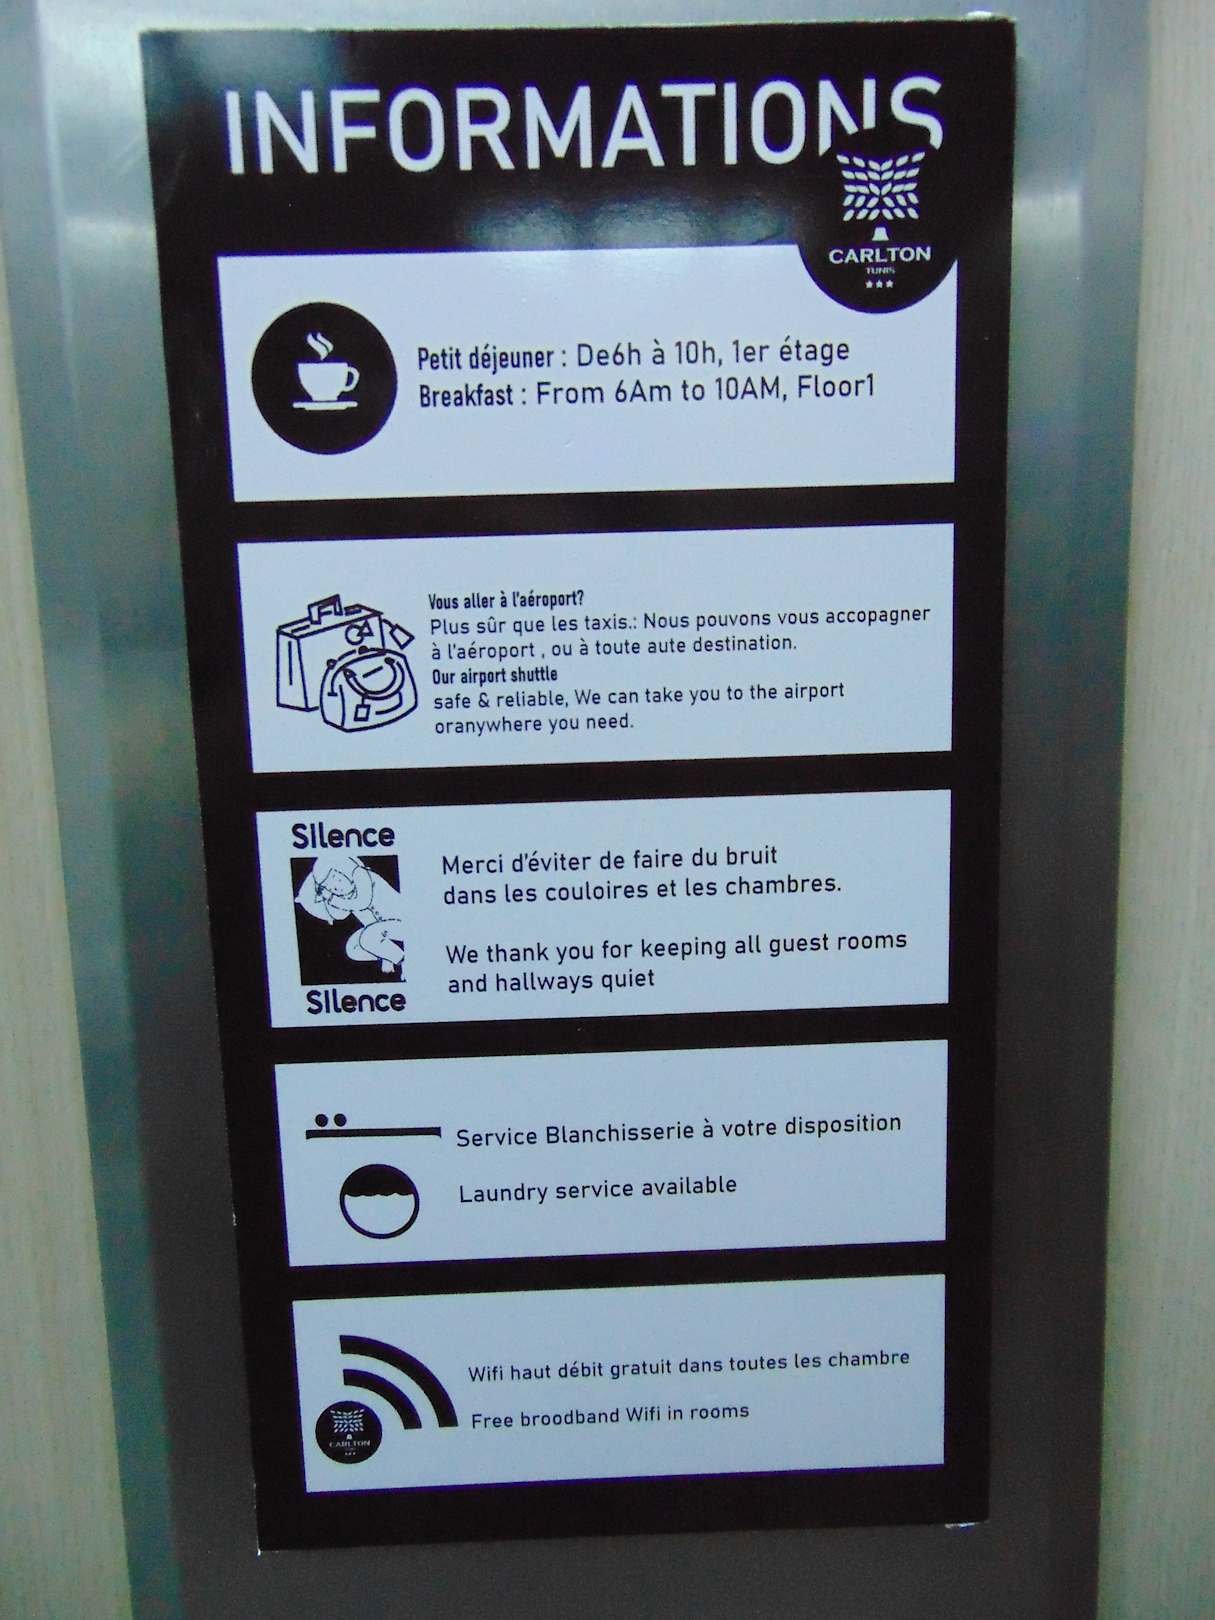 INFORMATIONS
CARLTON
TUNIS
Petit déjeuner : De6h à 10h, 1er étage
Breakfast : From 6Am to 10AM, Floor1
Vous aller à l'aéroport?
Plus sûr que les taxis.: Nous pouvons vous accopagner
à l'aéroport , ou à toute aute destination.
Our airport shuttle
safe & reliable, We can take you to the airport
oranywhere you need.
SIlence
SIlence
Merci d'éviter de faire du bruit
dans les couloires et les chambres.
We thank you for keeping all guest rooms
and hallways quiet
Service Blanchisserie à votre disposition
Laundry service available
Wifi haut débit gratuit dans toutes les chambre
Free broodband Wifi in rooms
CARLTON